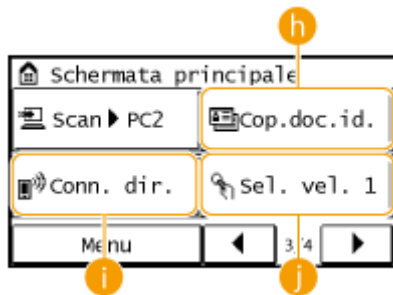 h
Schermata principale
Scan PC2
Cop.doc.id.
Conn. dir.
Sel. vel. 1
Menu
3/4
i
j